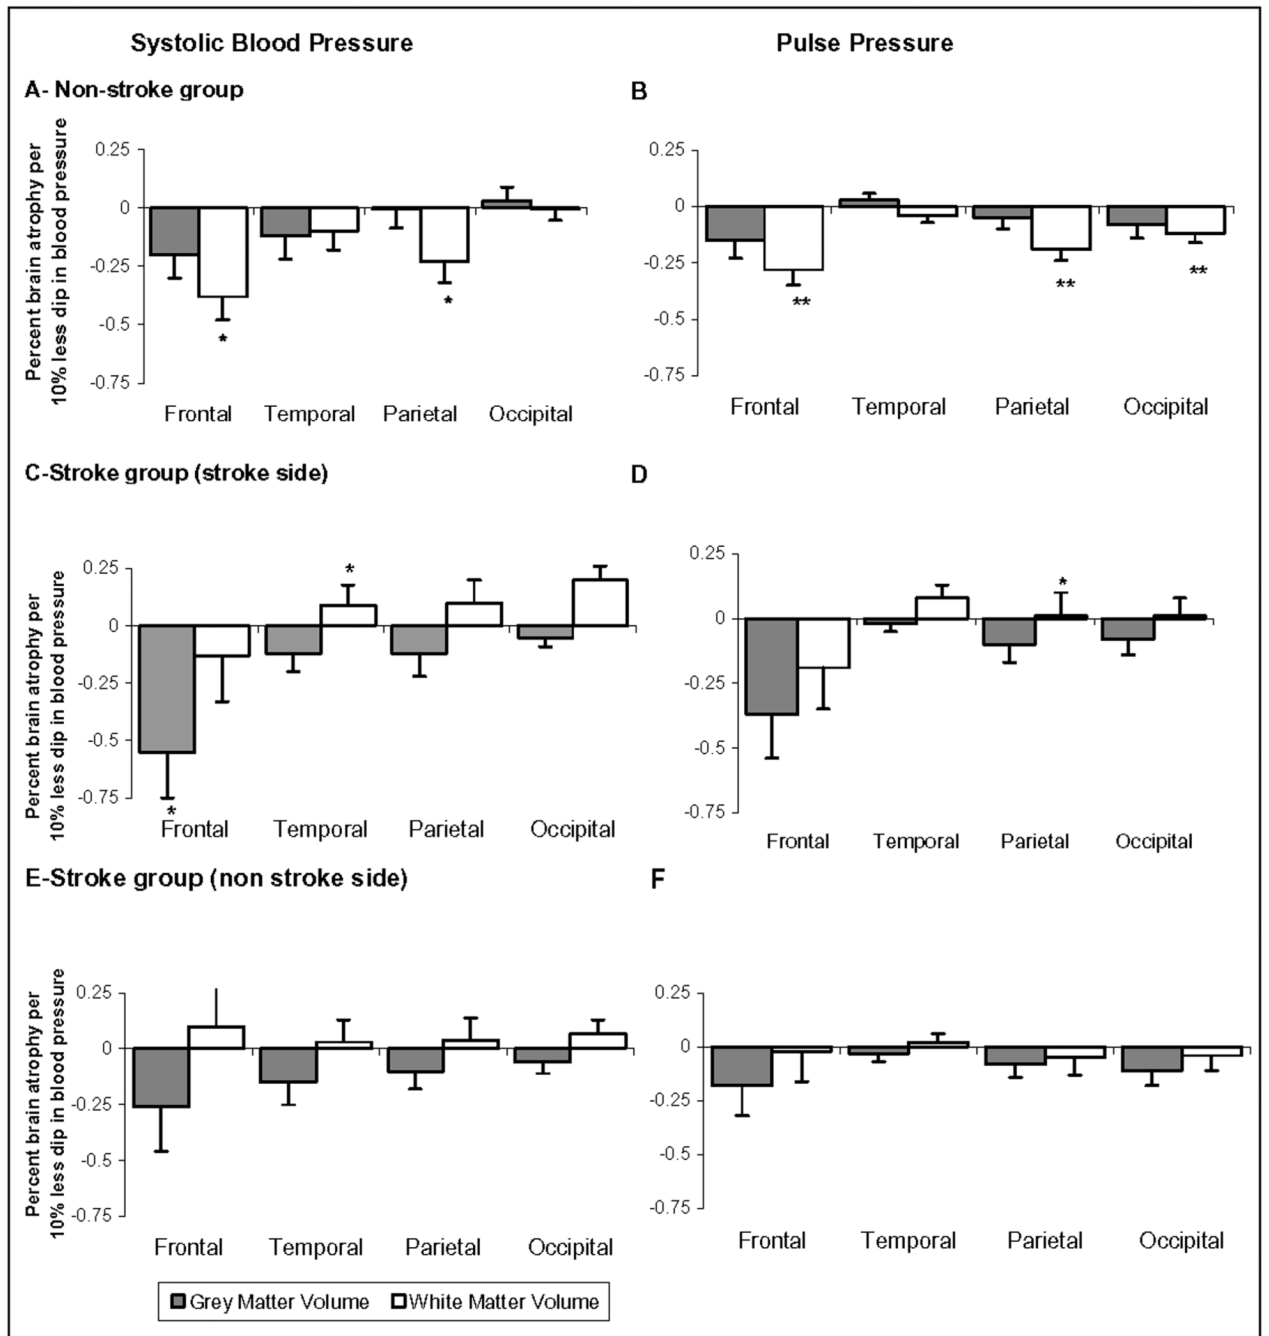 Systolic Blood Pressure
Pulse Pressure
A- Non-stroke group
B
Percent brain atrophy per
10% less dip in blood pressure
0.25
0
-0.25
-0.5
-0.75
Frontal Temporal Parietal Occipital
* *
0.25
0
-0.25
-0.5
-0.75
Frontal Temporal Parietal Occipital
** ** **
C-Stroke group (stroke side)
D
Percent brain atrophy per
10% less dip in blood pressure
0.25
0
-0.25
-0.5
-0.75
Frontal Temporal Parietal Occipital
* *
0.25
0
-0.25
-0.5
-0.75
Frontal Temporal Parietal Occipital
*
E-Stroke group (non stroke side)
F
Percent brain atrophy per
10% less dip in blood pressure
0.25
0
-0.25
-0.5
-0.75
Frontal Temporal Parietal Occipital
0.25
0
-0.25
-0.5
-0.75
Frontal Temporal Parietal Occipital
Grey Matter Volume White Matter Volume